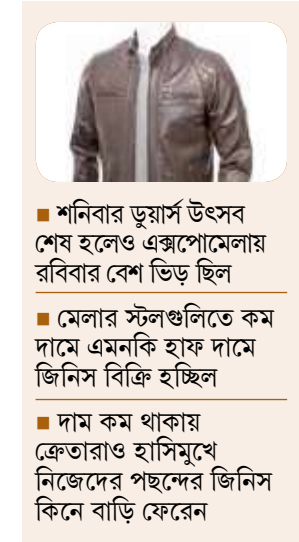 ■ শনিবার ডুয়ার্স উৎসব
শেষ হলেও এক্সপোমেলায়
রবিবার বেশ ভিড় ছিল
■ মেলার স্টলগুলিতে কম
দামে এমনকি হাফ দামে
জিনিস বিক্রি হচ্ছিল
■ দাম কম থাকায়
ক্রেতারাও হাসিমুখে
নিজেদের পছন্দের জিনিস
কিনে বাড়ি ফেরেন